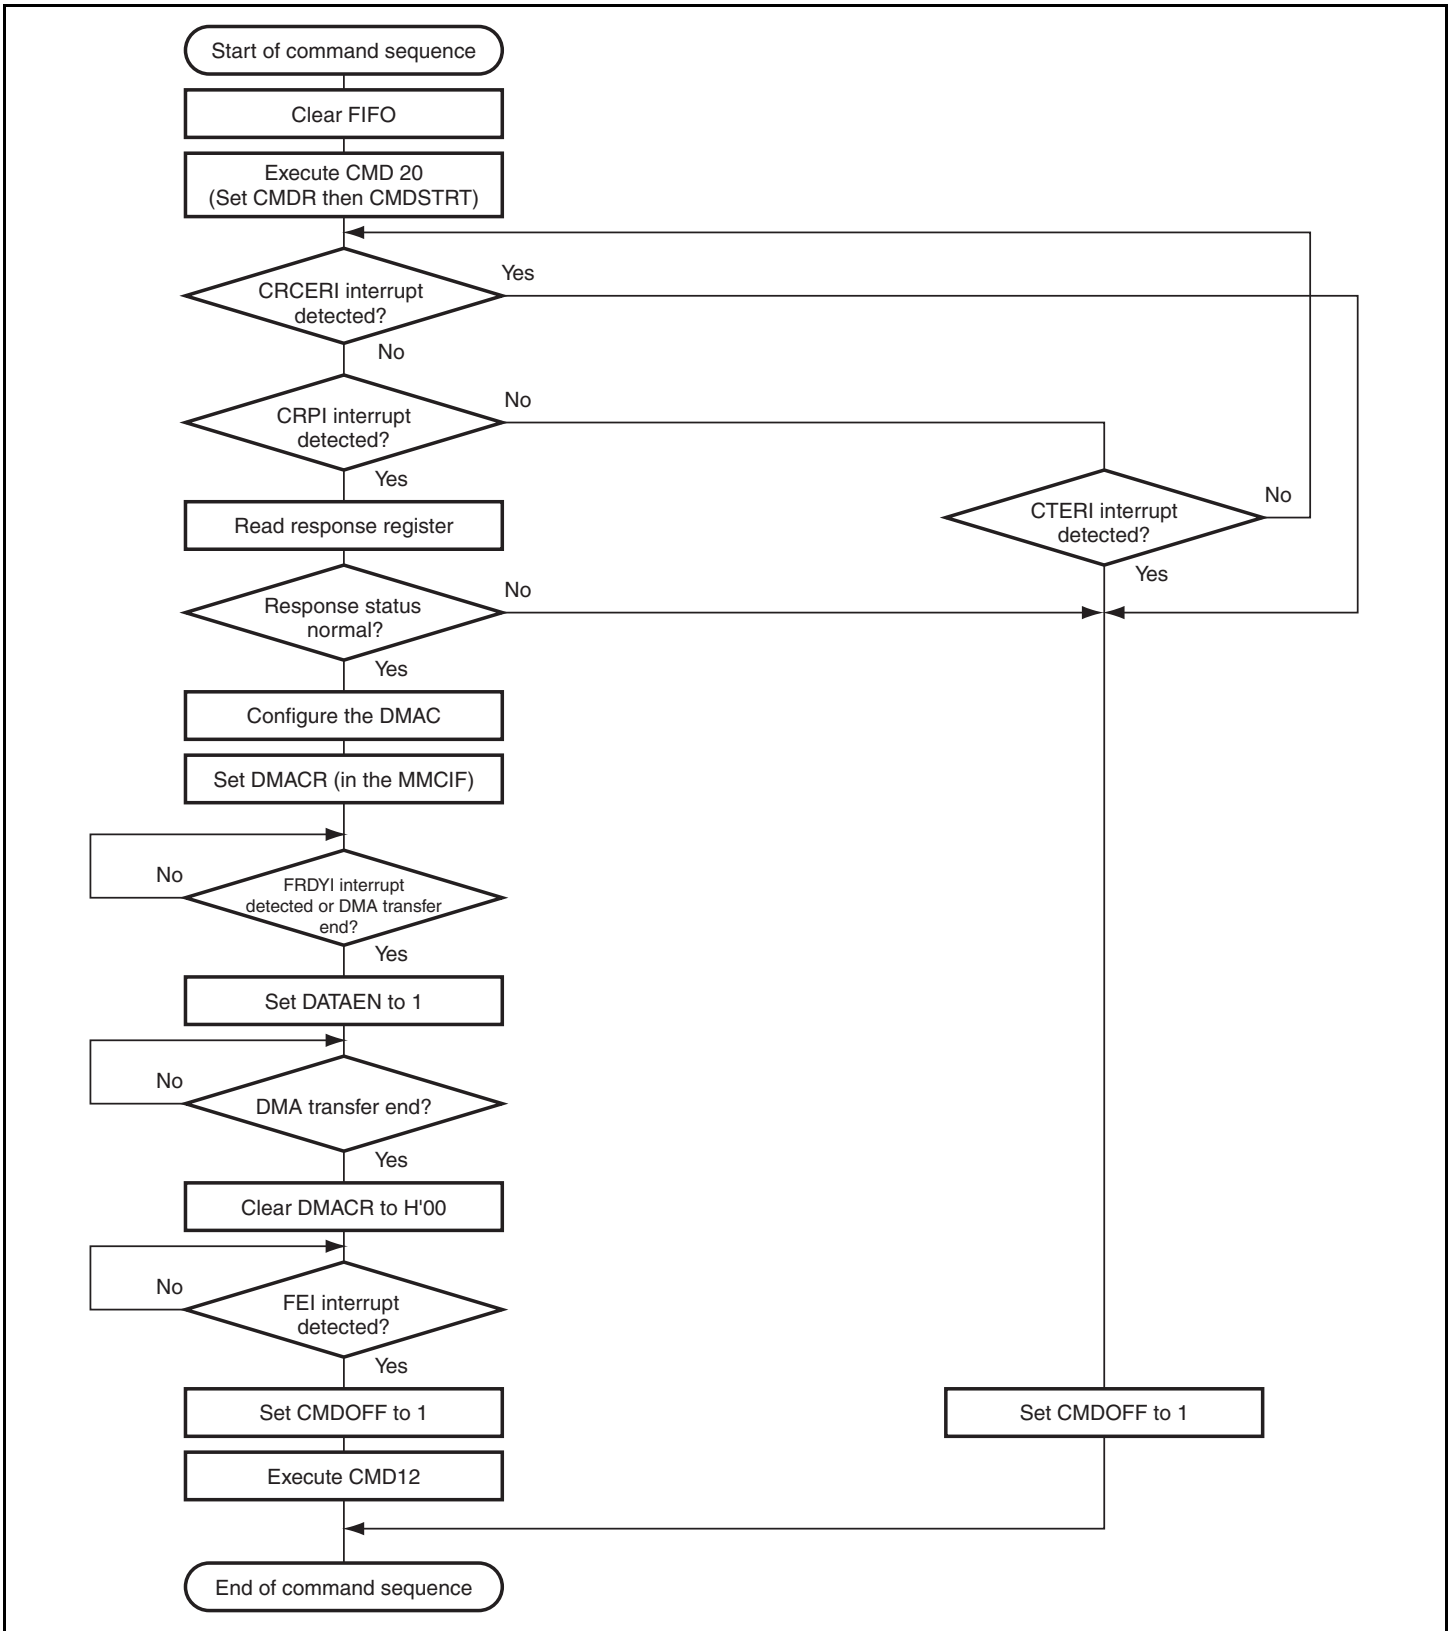 Start of command sequence
Clear FIFO
Execute CMD 20
(Set CMDR then CMDSTRT)
Yes
CRCERI interrupt
detected?
No
No
CRPI interrupt
detected?
Yes
No
CTERI interrupt
detected?
Yes
Read response register
No
Response status
normal?
Yes
Configure the DMAC
Set DMACR (in the MMCIF)
No
FRDYI interrupt
detected or DMA transfer
end?
Yes
Set DATAEN to 1
No
DMA transfer end?
Yes
Clear DMACR to H'00
No
FEI interrupt
detected?
Yes
Set CMDOFF to 1
Set CMDOFF to 1
Execute CMD12
End of command sequence